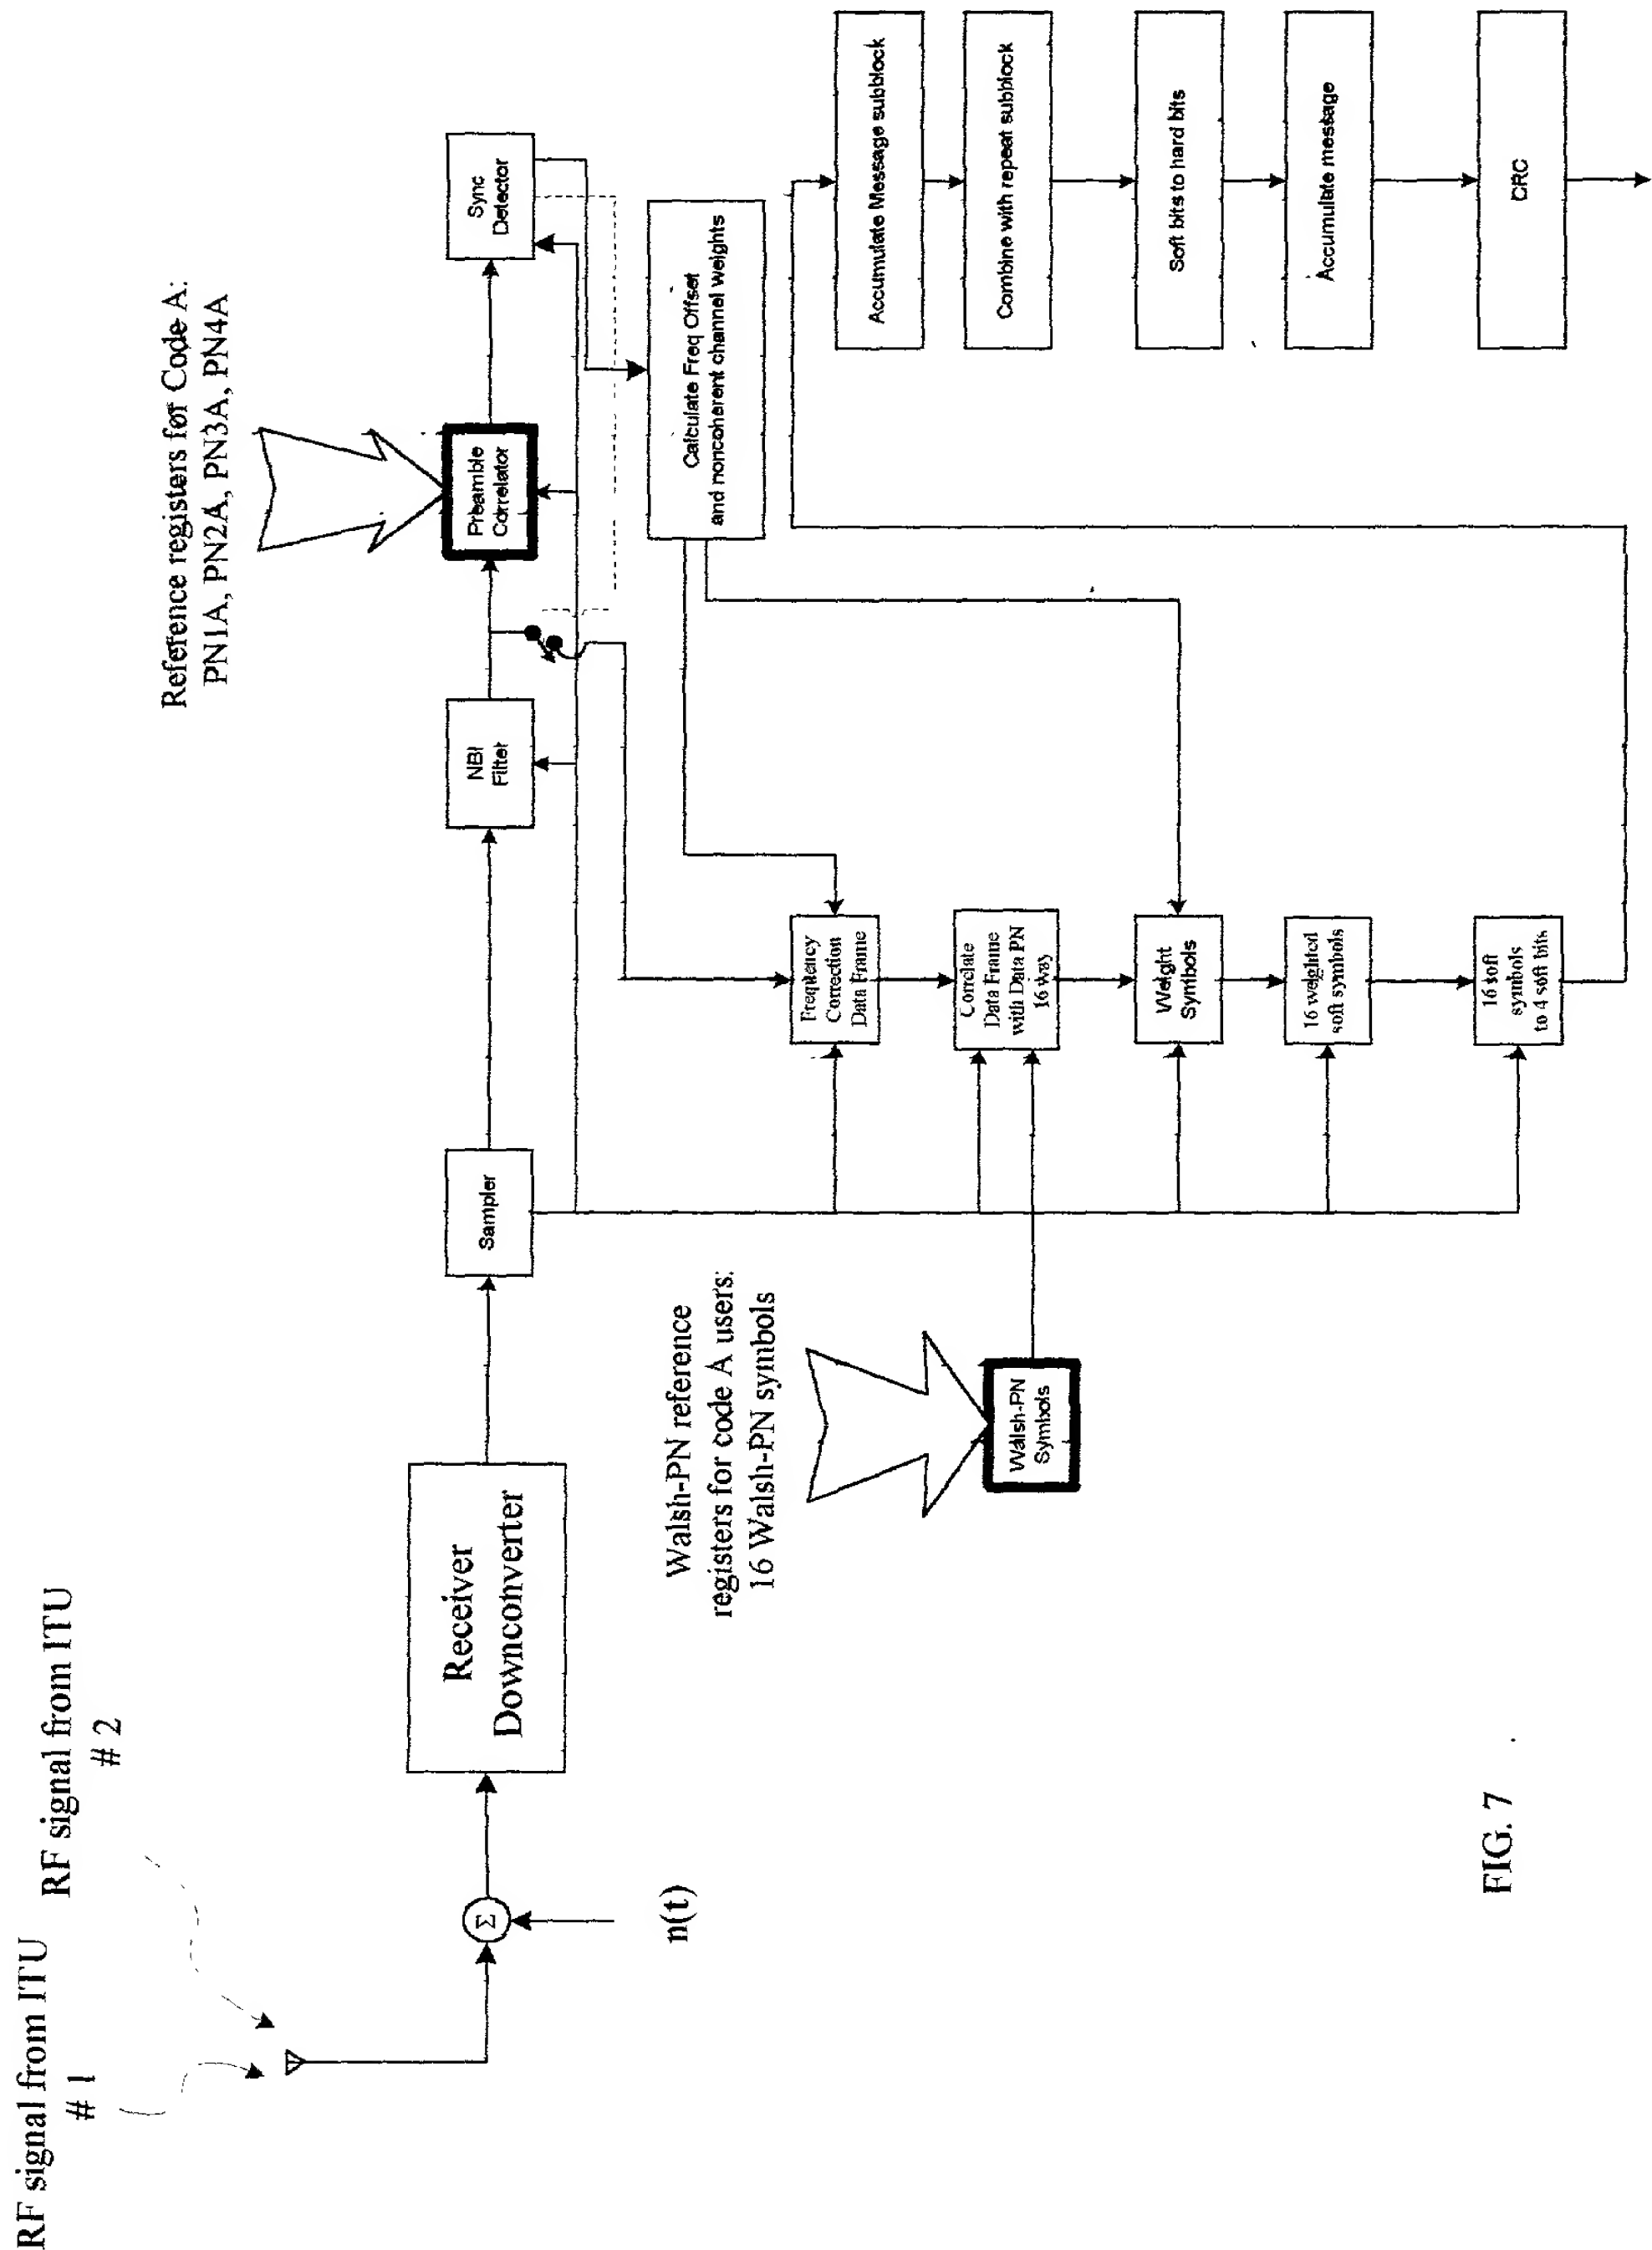 RF signal from ITU
# 1
RF signal from ITU
# 2
n(t)
Σ
Receiver
Downconverter
Sampler
NBI
Filter
Reference registers for Code A:
PN1A, PN2A, PN3A, PN4A
Preamble
Correlator
Sync
Detector
Calculate Freq Offset
and noncoherent channel weights
Walsh-PN reference
registers for code A users:
16 Walsh-PN symbols
Walsh-PN
Symbols
Frequency
Correction
Data Frame
Correlate
Data Frame
with Data PN
16 way
Weight
Symbols
16 weighted
soft symbols
16 soft
symbols
to 4 soft bits
Accumulate Message subblock
Combine with repeat subblock
Soft bits to hard bits
Accumulate message
CRC
FIG. 7